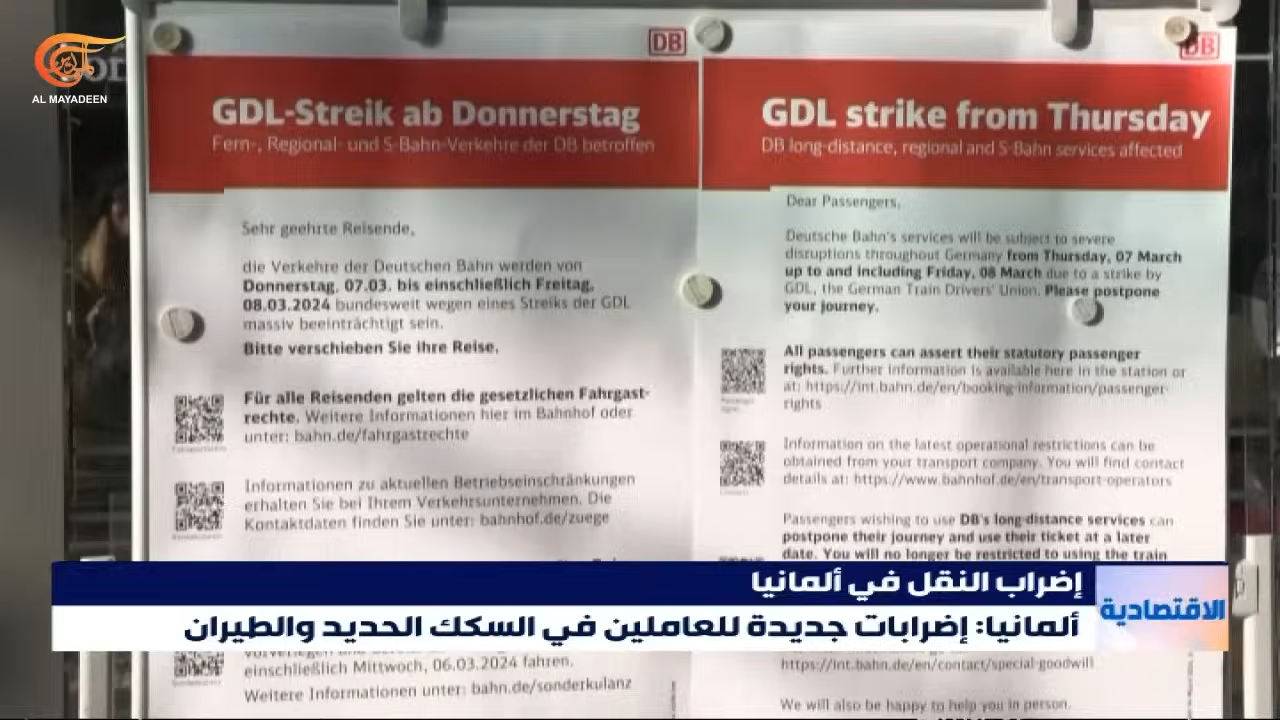 AL MAYADEEN
DB
GDL-Streik ab Donnerstag
Fern-, Regional- und S-Bahn-Verkehre der DB betroffen
Sehr geehrte Reisende,
die Verkehre der Deutschen Bahn werden von
Donnerstag, 07.03. bis einschließlich Freitag,
08.03.2024 bundesweit wegen eines Streiks der GDL
massiv beeinträchtigt sein.
Bitte verschieben Sie ihre Reise.
Für alle Reisenden gelten die gesetzlichen Fahrgast-
rechte. Weitere Informationen hier im Bahnhof oder
unter: bahn.de/fahrgastrechte
Informationen zu aktuellen Betriebseinschränkungen
erhalten Sie bei Ihrem Verkehrsunternehmen. Die
Kontaktdaten finden Sie unter: bahnhof.de/zuege
einschließlich Mittwoch, 06.03.2024 fahren.
Weitere Informationen unter: bahn.de/sonderkulanz
DB
GDL strike from Thursday
DB long-distance, regional and S-Bahn services affected
Dear Passengers,
Deutsche Bahn's services will be subject to severe
disruptions throughout Germany from Thursday, 07 March
up to and including Friday, 08 March due to a strike by
GDL, the German Train Drivers' Union. Please postpone
your journey.
All passengers can assert their statutory passenger
rights. Further information is available here in the station or
at: https://int.bahn.de/en/booking-information/passenger-
rights
Information on the latest operational restrictions can be
obtained from your transport company. You will find contact
details at: https://www.bahnhof.de/en/transport-operators
Passengers wishing to use DB's long-distance services can
postpone their journey and use their ticket at a later
date. You will no longer be restricted to using the train
https://int.bahn.de/en/contact/special-goodwill
We will also be happy to help you in person.
إضراب النقل في ألمانيا
الاقتصادية
ألمانيا: إضرابات جديدة للعاملين في السكك الحديد والطيران